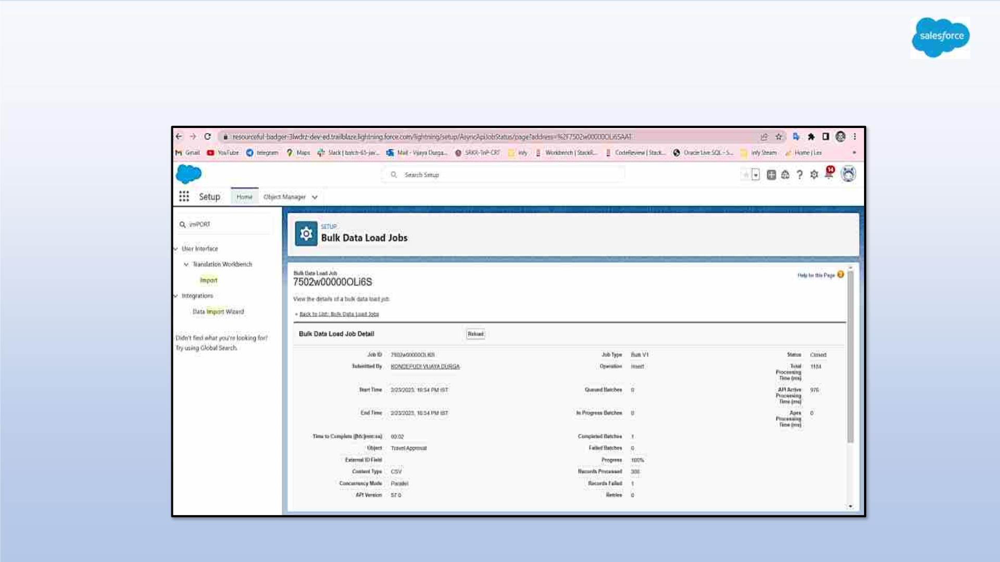 salesforce
resourceful-badger-3lwdrz-dev-ed.trailblaze.lightning.force.com/lightning/setup/AsyncApiJobStatus/page?address=%2F7502w00000OLi6SAAT
Gmail YouTube telegram Maps Slack | batch-65-jav... Mail - Vijaya Durga... SRKR-TnP-CRT infy Workbench | StackR... CodeReview | Stack... Oracle Live SQL - S... infy Steam Home | Lex
Search Setup
14
Setup Home Object Manager
imPORT
SETUP
Bulk Data Load Jobs
User Interface
Translation Workbench
Import
Integrations
Data Import Wizard
Didn't find what you're looking for?
Try using Global Search.
Bulk Data Load Job
7502w00000OLi6S
Help for this Page
View the details of a bulk data load job.
« Back to List: Bulk Data Load Jobs
Bulk Data Load Job Detail Reload
Job ID 7502w00000OLi6S Job Type Bulk V1 Status Closed
Submitted By KONDEPUDI VIJAYA DURGA Operation Insert Total Processing Time (ms) 1184
Start Time 2/23/2023, 10:54 PM IST Queued Batches 0 API Active Processing Time (ms) 976
End Time 2/23/2023, 10:54 PM IST In Progress Batches 0 Apex Processing Time (ms) 0
Time to Complete ([hh:]mm:ss) 00:02 Completed Batches 1
Object Travel Approval Failed Batches 0
External ID Field Progress 100%
Content Type CSV Records Processed
Concurrency Mode Parallel Records Failed 1
API Version 57.0 Retries 0